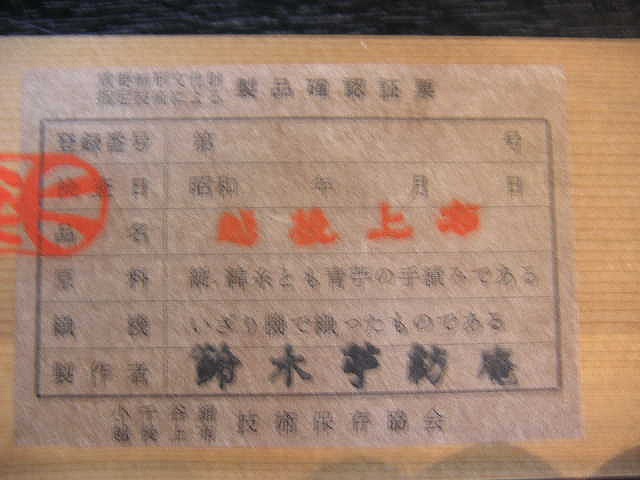 重要無形文化財
指定技術による 製品確認証票
登録番号 第 号
検査日 昭和 年 月 日
品名 越後上布
原料 経、緯糸とも青苧の手績みである
織機 いざり機で織ったものである
製作者 鈴木苧紡庵
小千谷縮
越後上布 技術保存協会